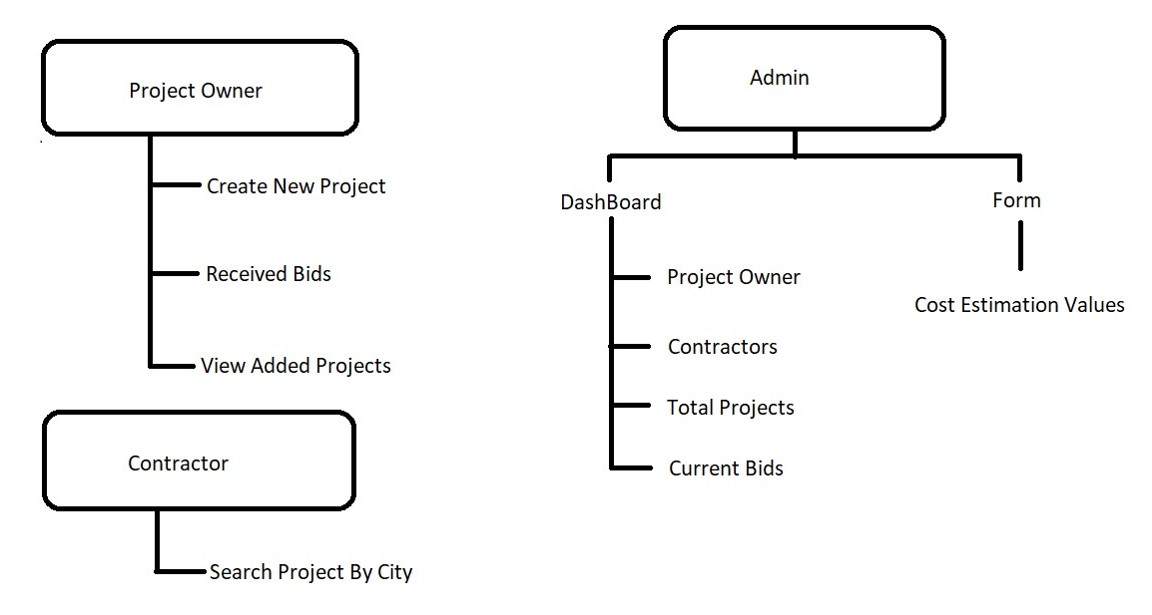 Project Owner
Create New Project
Received Bids
View Added Projects
Contractor
Search Project By City
Admin
DashBoard
Project Owner
Contractors
Total Projects
Current Bids
Form
Cost Estimation Values